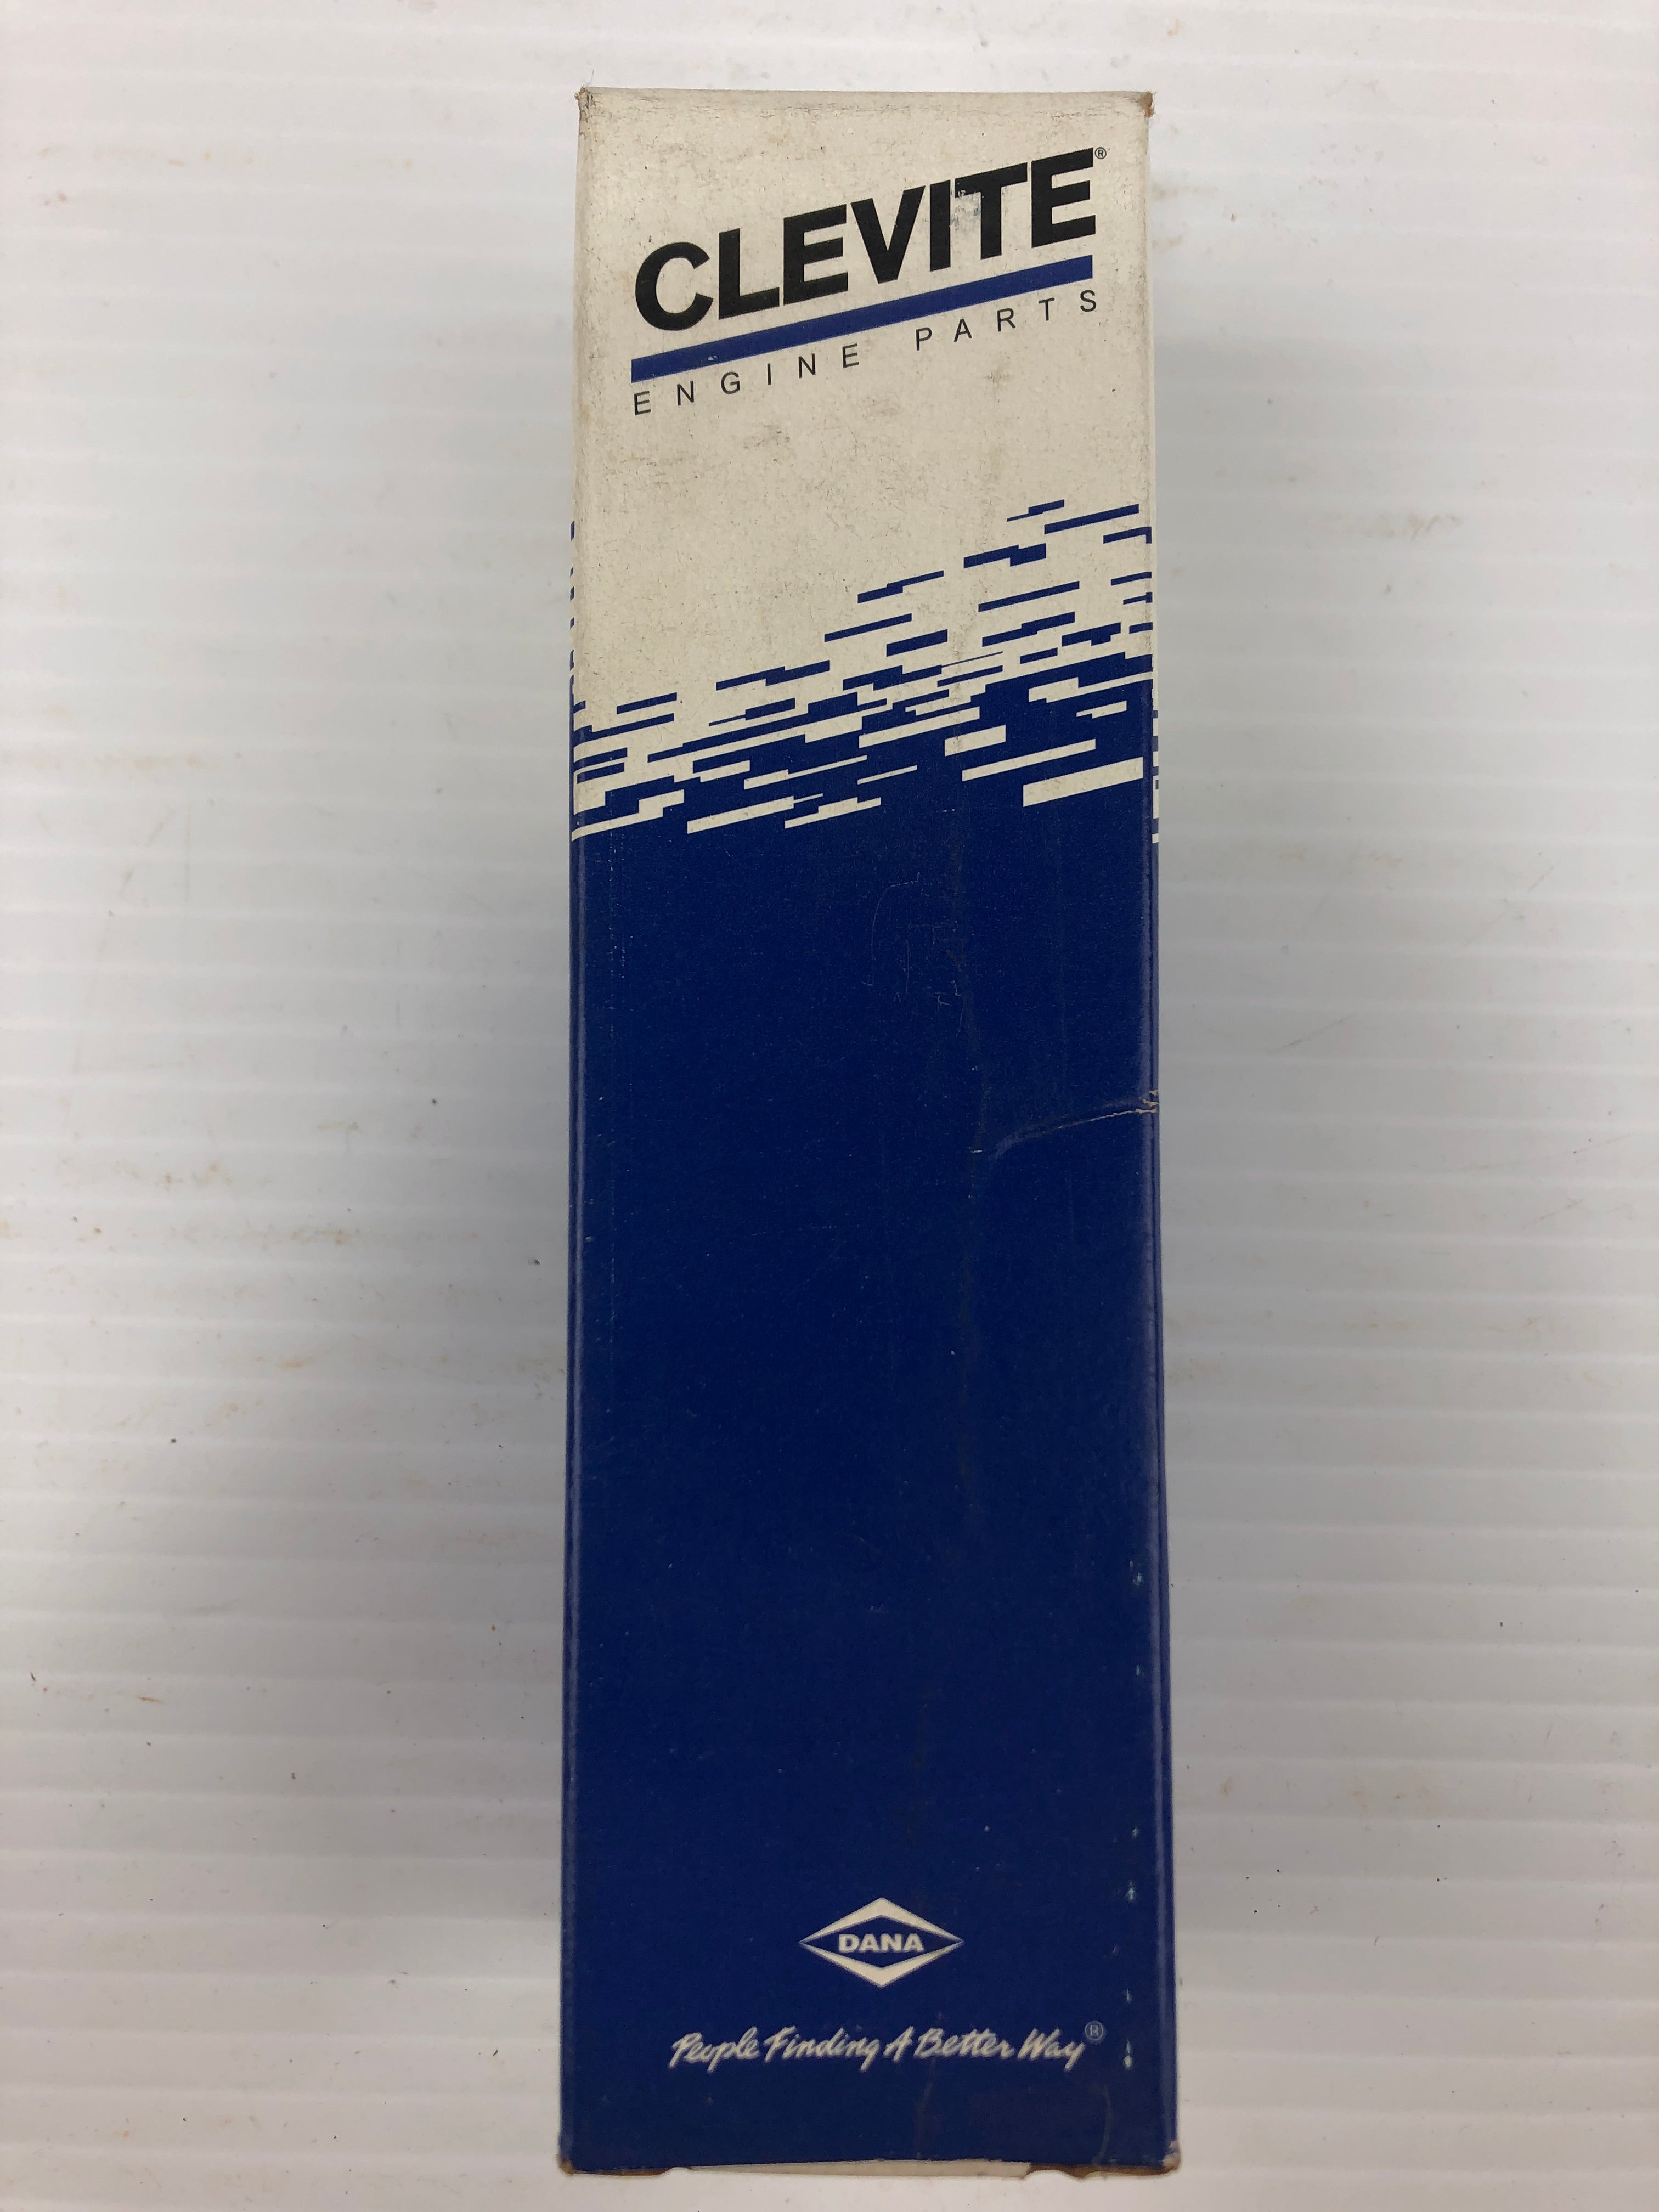 CLEVITE®
ENGINE PARTS
DANA
People Finding A Better Way®